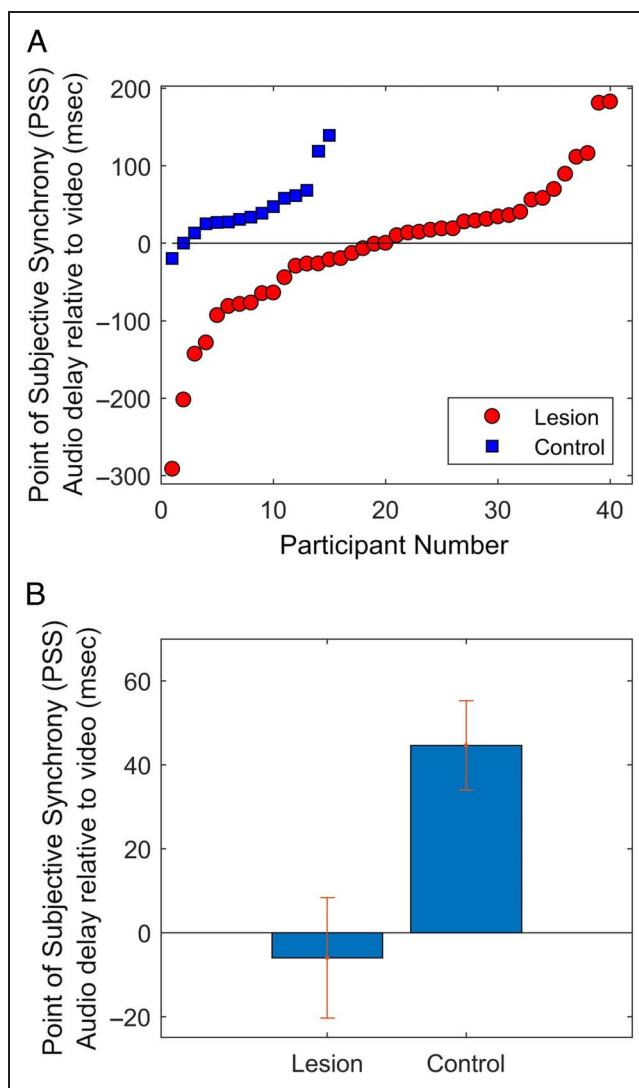 A
Point of Subjective Synchrony (PSS)
Audio delay relative to video (msec)
200
100
0
−100
−200
−300
0
10
20
30
40
Participant Number
Lesion
Control
B
Point of Subjective Synchrony (PSS)
Audio delay relative to video (msec)
60
40
20
0
−20
Lesion
Control